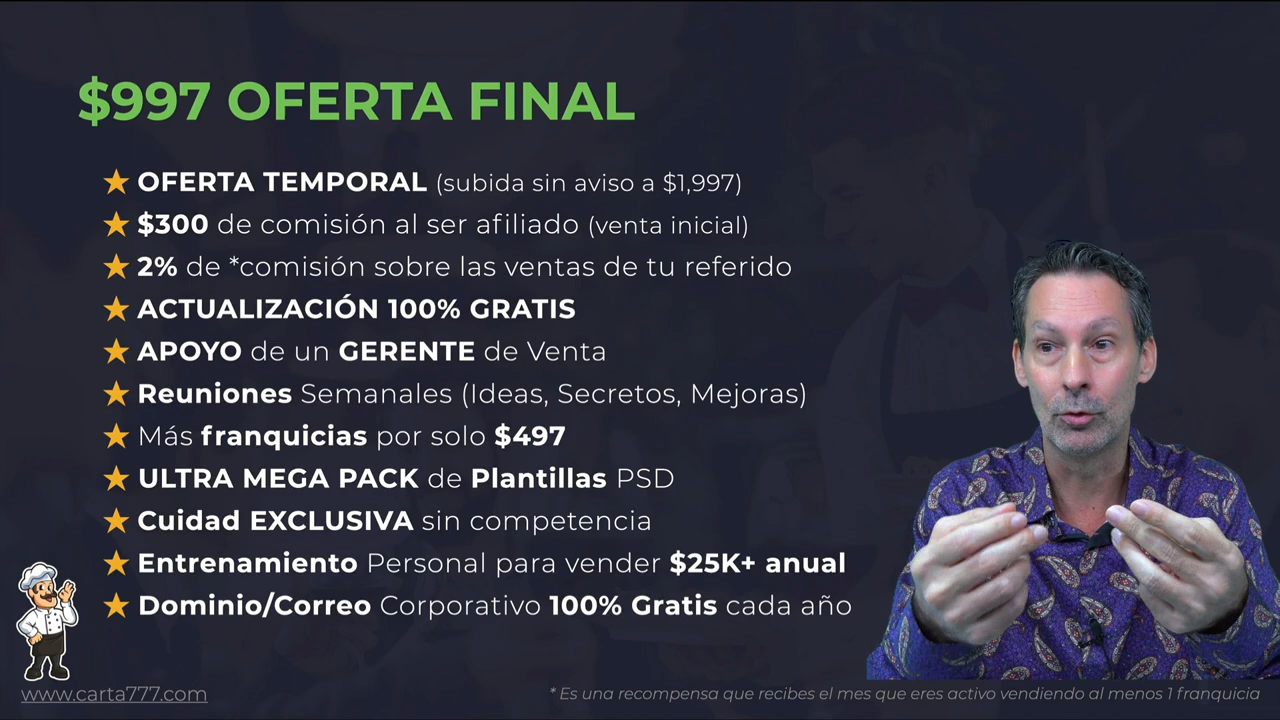 $997 OFERTA FINAL
OFERTA TEMPORAL (subida sin aviso a $1,997)
$300 de comisión al ser afiliado (venta inicial)
2% de *comisión sobre las ventas de tu referido
ACTUALIZACIÓN 100% GRATIS
APOYO de un GERENTE de Venta
Reuniones Semanales (Ideas, Secretos, Mejoras)
Más franquicias por solo $497
ULTRA MEGA PACK de Plantillas PSD
Cuidad EXCLUSIVA sin competencia
Entrenamiento Personal para vender $25K+ anual
Dominio/Correo Corporativo 100% Gratis cada año
www.carta777.com
* Es una recompensa que recibes el mes que eres activo vendiendo al menos 1 franquicia